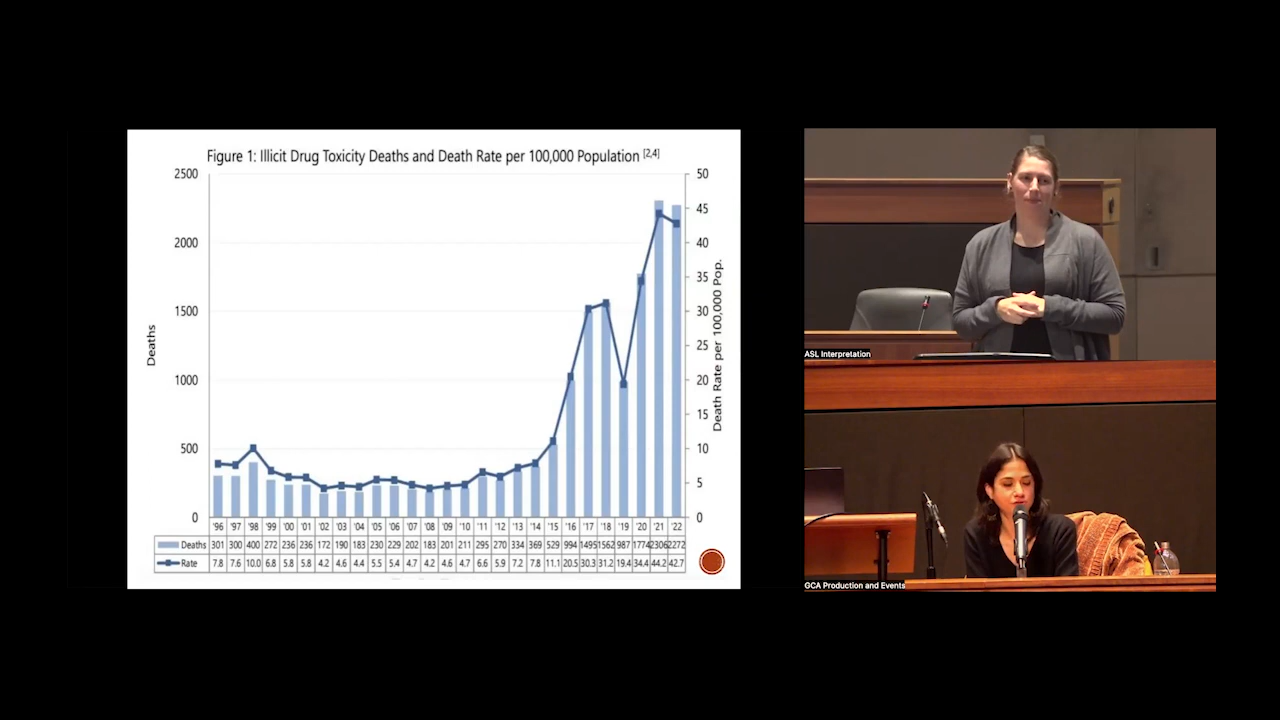 Figure 1: Illicit Drug Toxicity Deaths and Death Rate per 100,000 Population [2,4]
2500
2000
1500
1000
500
0
Deaths
50
45
40
35
30
25
20
15
10
5
0
Death Rate per 100,000 Pop.
'96 '97 '98 '99 '00 '01 '02 '03 '04 '05 '06 '07 '08 '09 '10 '11 '12 '13 '14 '15 '16 '17 '18 '19 '20 '21 '22
Deaths 301 300 400 272 236 236 172 190 183 230 229 202 183 201 211 295 270 334 369 529 994 1495 1562 987 1774 2306 2272
Rate 7.8 7.6 10.0 6.8 5.8 5.8 4.2 4.6 4.4 5.5 5.4 4.7 4.2 4.6 4.7 6.6 5.9 7.2 7.8 11.1 20.5 30.3 31.2 19.4 34.4 44.2 42.7
ASL Interpretation
GCA Production and Events